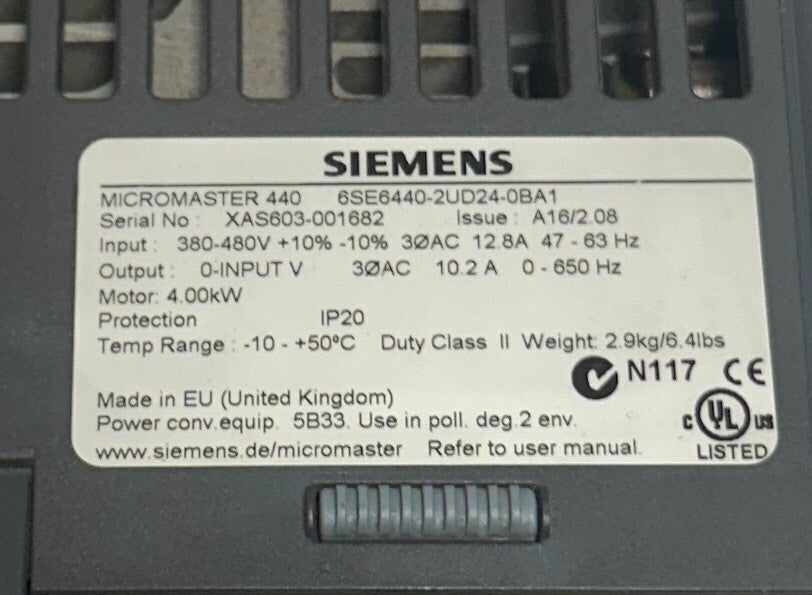 SIEMENS
MICROMASTER 440 6SE6440-2UD24-0BA1
Serial No : XAS603-001682 Issue : A16/2.08
Input : 380-480V +10% -10% 3ØAC 12.8A 47 - 63 Hz
Output : 0-INPUT V 3ØAC 10.2 A 0 - 650 Hz
Motor: 4.00kW
Protection IP20
Temp Range : -10 - +50°C Duty Class II Weight: 2.9kg/6.4lbs
N117 CE
Made in EU (United Kingdom)
Power conv.equip. 5B33. Use in poll. deg.2 env.
C UL US
www.siemens.de/micromaster Refer to user manual.
LISTED